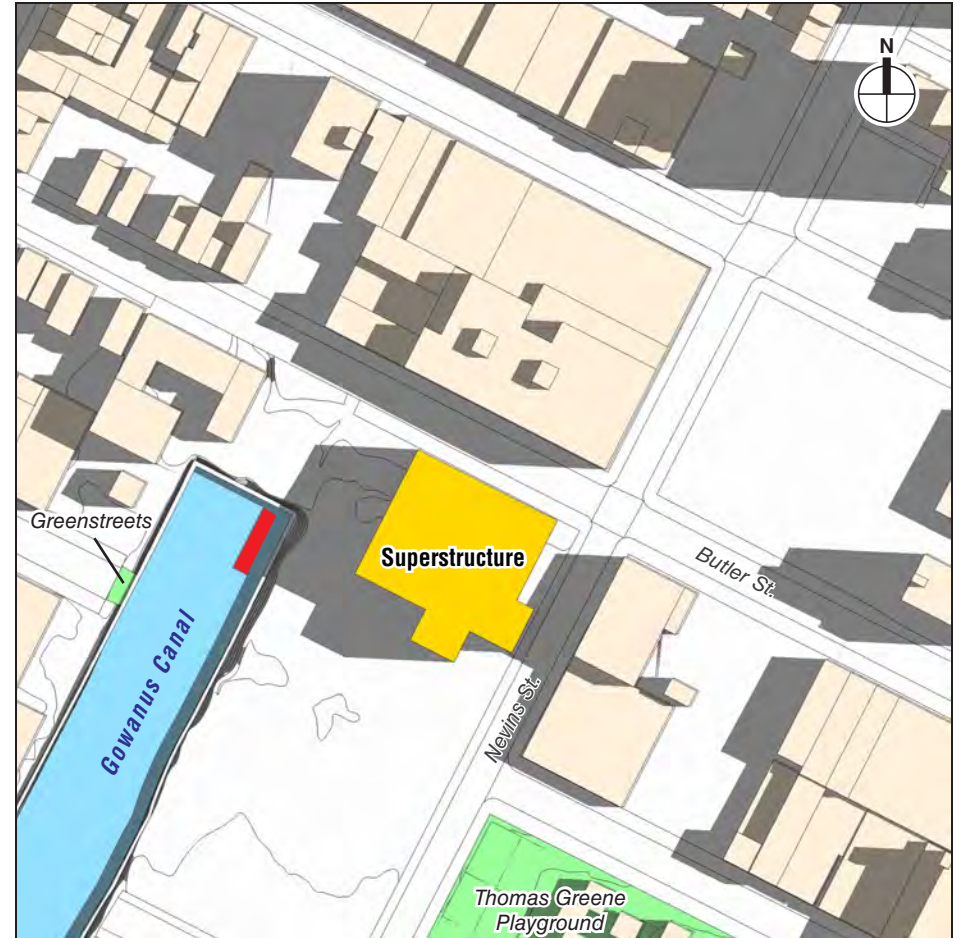 N
Greenstreets
Superstructure
Butler St.
Gowanus Canal
Nevins St.
Thomas Greene
Playground